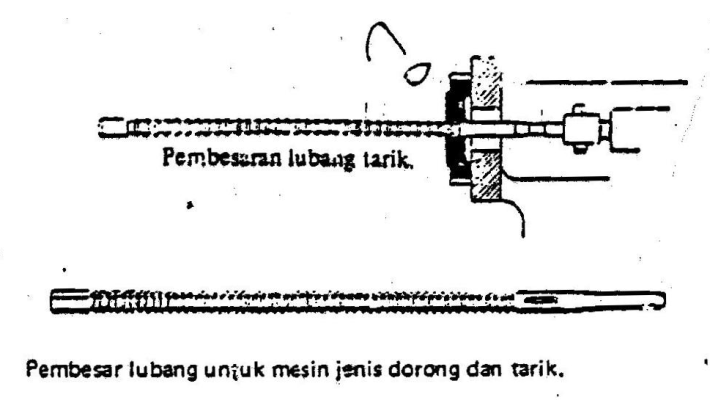 Pembesaran lubang tarik.
Pembesar lubang untuk mesin jenis dorong dan tarik.